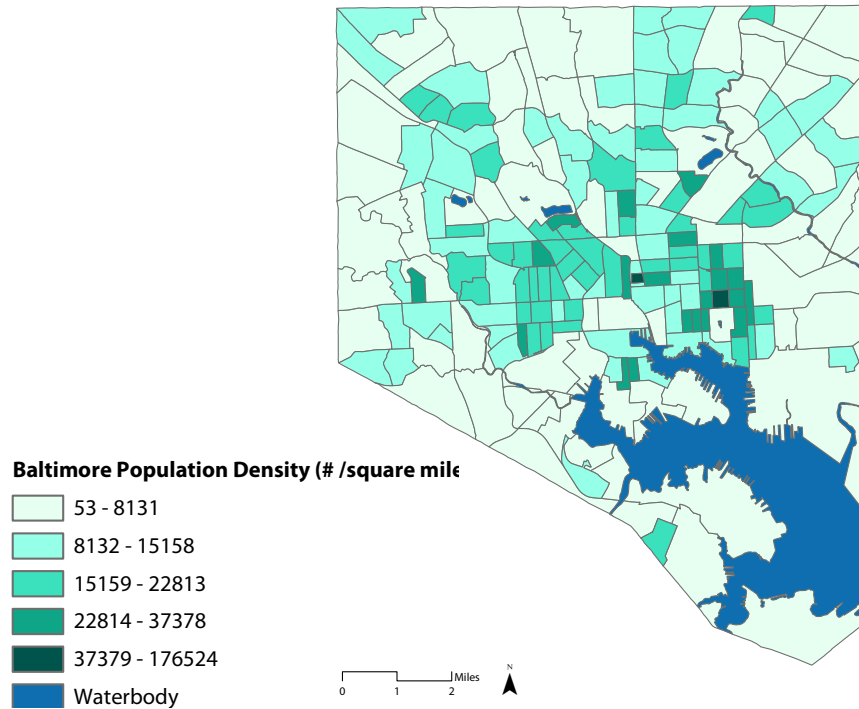 Baltimore Population Density (# /square mile
53 - 8131
8132 - 15158
15159 - 22813
22814 - 37378
37379 - 176524
Waterbody
Miles
0 1 2
N